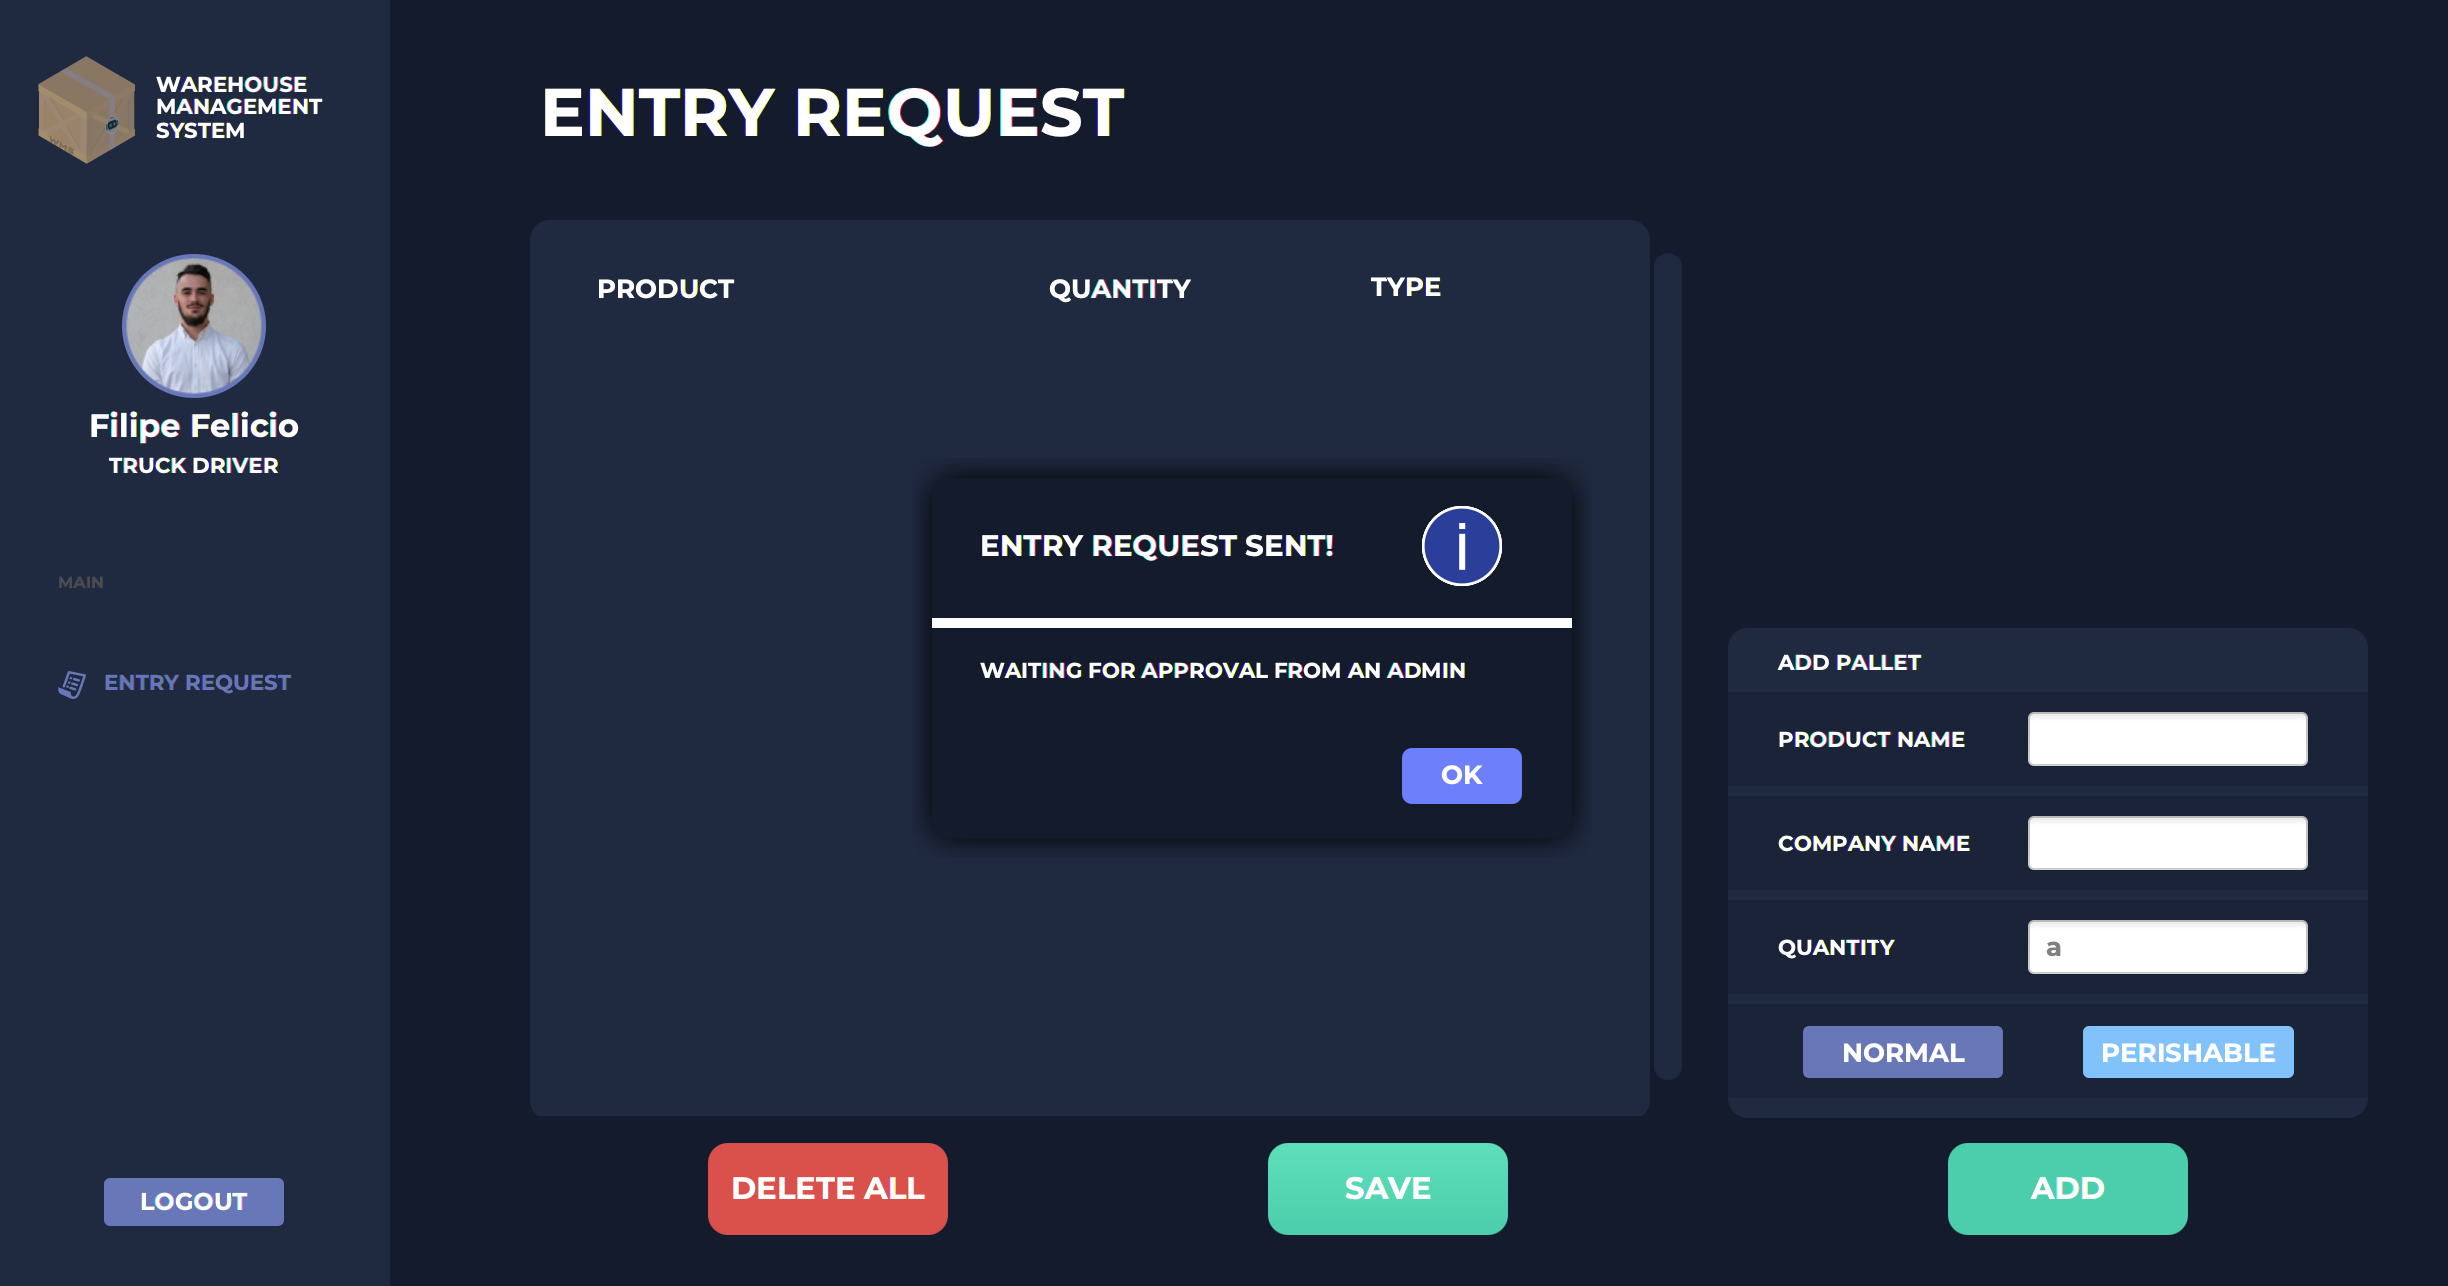 WAREHOUSE
MANAGEMENT
SYSTEM
Filipe Felicio
TRUCK DRIVER
MAIN
ENTRY REQUEST
LOGOUT
ENTRY REQUEST
PRODUCT QUANTITY TYPE
ENTRY REQUEST SENT!
i
WAITING FOR APPROVAL FROM AN ADMIN
OK
ADD PALLET
PRODUCT NAME
COMPANY NAME
QUANTITY a
NORMAL PERISHABLE
DELETE ALL SAVE ADD